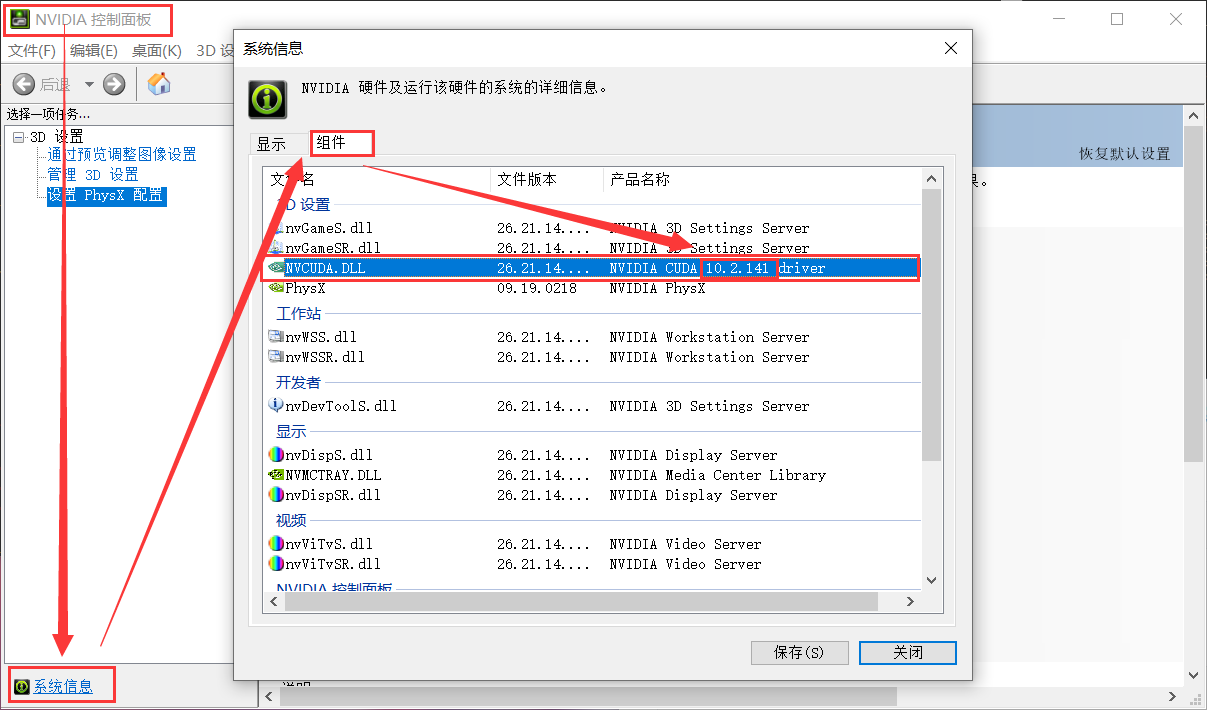 NVIDIA 控制面板
文件(F) 编辑(E) 桌面(K) 3D 设
后退
选择一项任务...
3D 设置
通过预览调整图像设置
管理 3D 设置
设置 PhysX 配置
系统信息
恢复默认设置
果。
系统信息
NVIDIA 硬件及运行该硬件的系统的详细信息。
显示 组件
文件名 文件版本 产品名称
3D 设置
nvGameS.dll 26.21.14.... NVIDIA 3D Settings Server
nvGameSR.dll 26.21.14.... NVIDIA 3D Settings Server
NVCUDA.DLL 26.21.14.... NVIDIA CUDA 10.2.141 driver
PhysX 09.19.0218 NVIDIA PhysX
工作站
nvWSS.dll 26.21.14.... NVIDIA Workstation Server
nvWSSR.dll 26.21.14.... NVIDIA Workstation Server
开发者
nvDevToolS.dll 26.21.14.... NVIDIA 3D Settings Server
显示
nvDispS.dll 26.21.14.... NVIDIA Display Server
NVMCTRAY.DLL 26.21.14.... NVIDIA Media Center Library
nvDispSR.dll 26.21.14.... NVIDIA Display Server
视频
nvViTvS.dll 26.21.14.... NVIDIA Video Server
nvViTvSR.dll 26.21.14.... NVIDIA Video Server
NVIDIA 控制面板
保存(S) 关闭